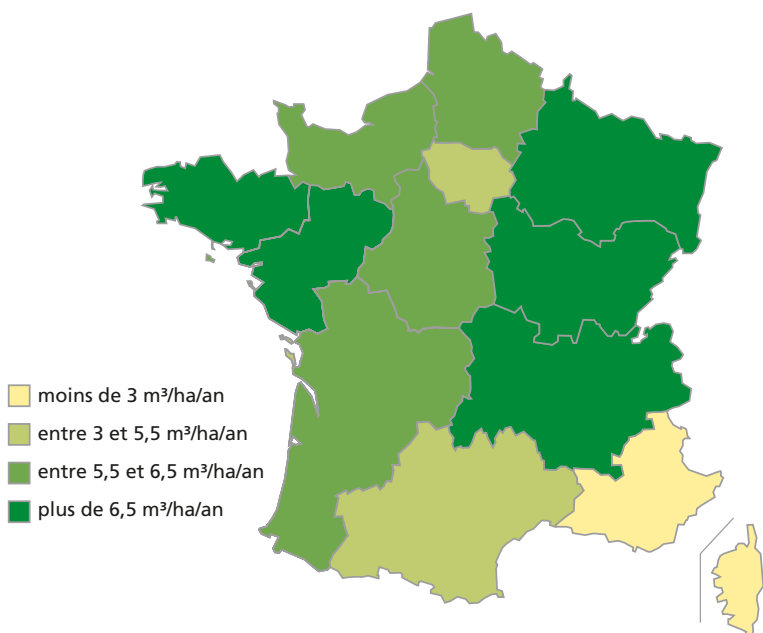 moins de 3 m³/ha/an
entre 3 et 5,5 m³/ha/an
entre 5,5 et 6,5 m³/ha/an
plus de 6,5 m³/ha/an